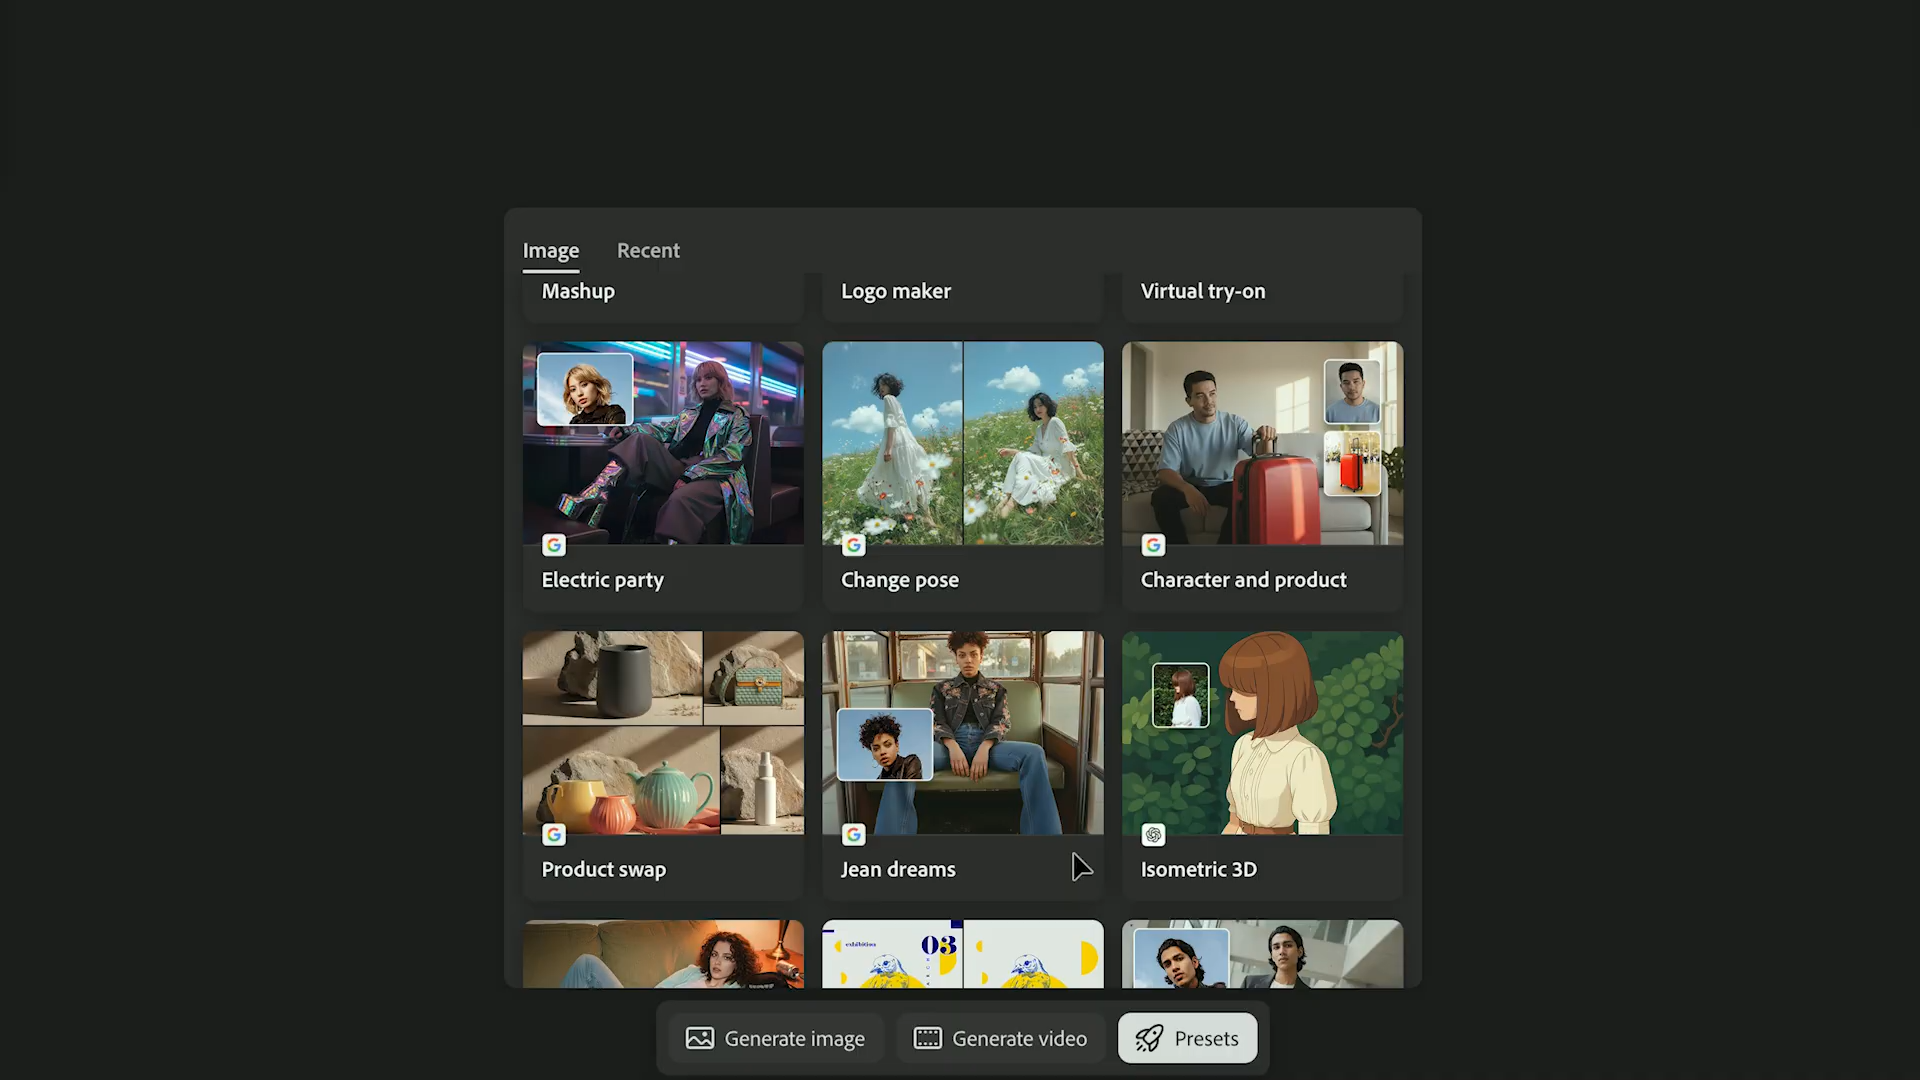 Image Recent
Mashup Logo maker Virtual try-on
Electric party Change pose Character and product
Product swap Jean dreams Isometric 3D
exhibition 03
Generate image Generate video Presets